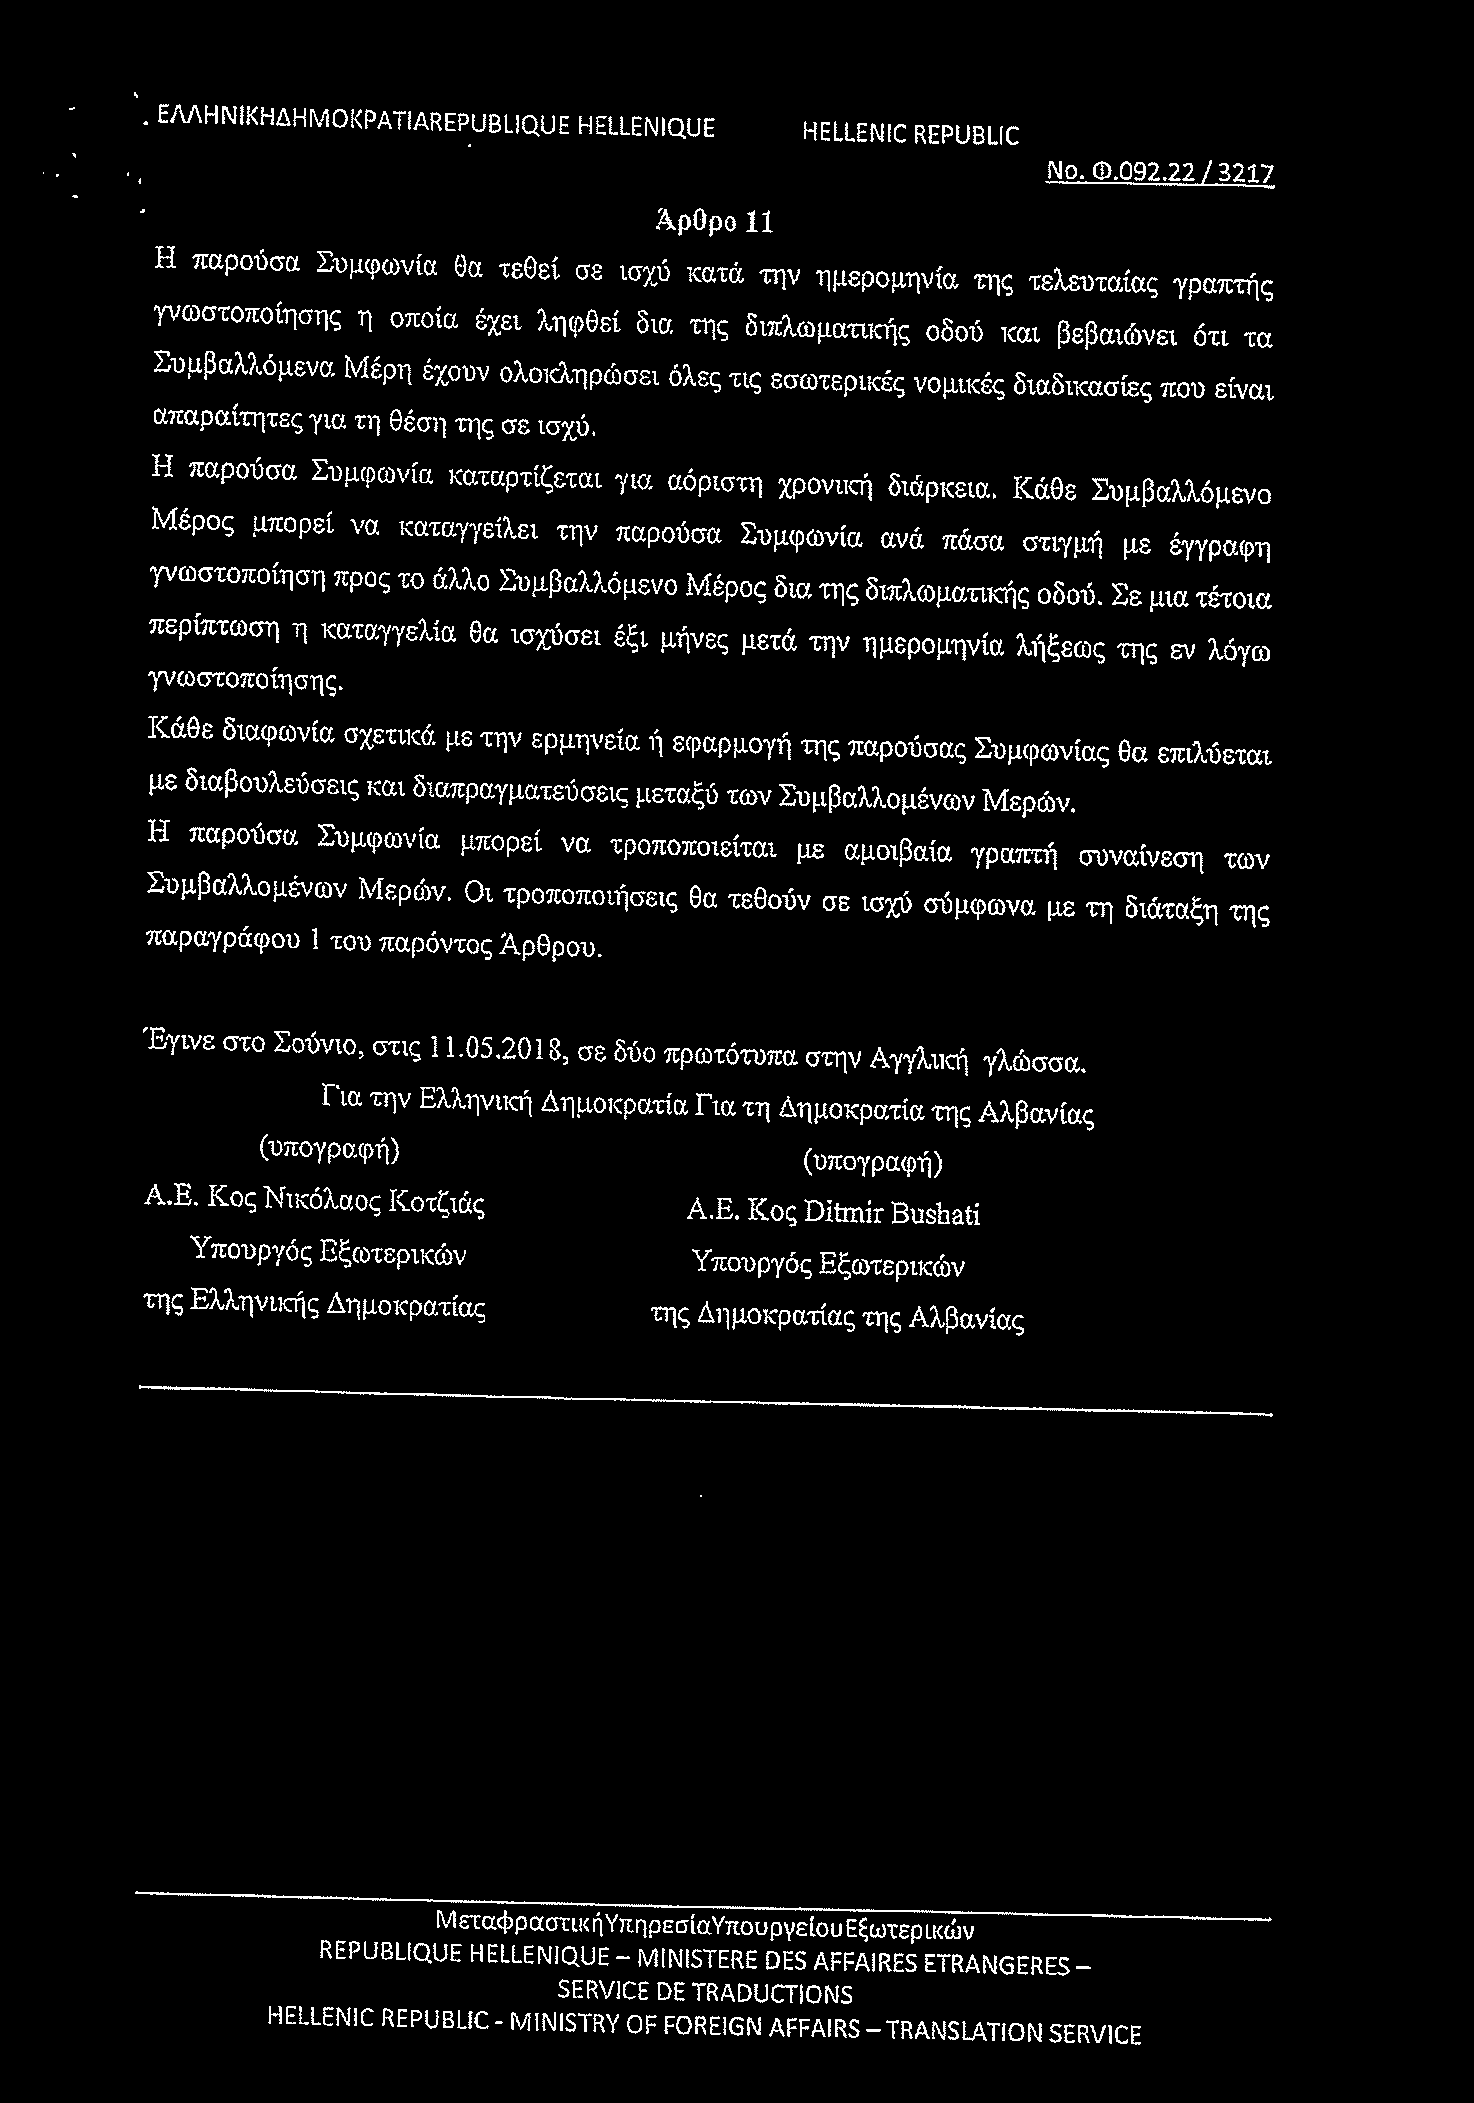 ΕΛΛΗΝΙΚΗΔΗΜΟΚΡΑΤΙΑREPUBLIQUE HELLENIQUE HELLENIC REPUBLIC
No. Φ.092.22 / 3217
Άρθρο 11
Η παρούσα Συμφωνία θα τεθεί σε ισχύ κατά την ημερομηνία της τελευταίας γραπτής
γνωστοποίησης η οποία έχει ληφθεί δια της διπλωματικής οδού και βεβαιώνει ότι τα
Συμβαλλόμενα Μέρη έχουν ολοκληρώσει όλες τις εσωτερικές νομικές διαδικασίες που είναι
απαραίτητες για τη θέση της σε ισχύ.
Η παρούσα Συμφωνία καταρτίζεται για αόριστη χρονική διάρκεια. Κάθε Συμβαλλόμενο
Μέρος μπορεί να καταγγείλει την παρούσα Συμφωνία ανά πάσα στιγμή με έγγραφη
γνωστοποίηση προς το άλλο Συμβαλλόμενο Μέρος δια της διπλωματικής οδού. Σε μια τέτοια
περίπτωση η καταγγελία θα ισχύσει έξι μήνες μετά την ημερομηνία λήξεως της εν λόγω
γνωστοποίησης.
Κάθε διαφωνία σχετικά με την ερμηνεία ή εφαρμογή της παρούσας Συμφωνίας θα επιλύεται
με διαβουλεύσεις και διαπραγματεύσεις μεταξύ των Συμβαλλομένων Μερών.
Η παρούσα Συμφωνία μπορεί να τροποποιείται με αμοιβαία γραπτή συναίνεση των
Συμβαλλομένων Μερών. Οι τροποποιήσεις θα τεθούν σε ισχύ σύμφωνα με τη διάταξη της
παραγράφου 1 του παρόντος Άρθρου.
Έγινε στο Σούνιο, στις 11.05.2018, σε δύο πρωτότυπα στην Αγγλική γλώσσα.
Για την Ελληνική Δημοκρατία Για τη Δημοκρατία της Αλβανίας
(υπογραφή) (υπογραφή)
Α.Ε. Κος Νικόλαος Κοτζιάς Α.Ε. Κος Ditmir Bushati
Υπουργός Εξωτερικών Υπουργός Εξωτερικών
της Ελληνικής Δημοκρατίας της Δημοκρατίας της Αλβανίας
ΜεταφραστικήΥπηρεσίαΥπουργείουΕξωτερικών
REPUBLIQUE HELLENIQUE – MINISTERE DES AFFAIRES ETRANGERES –
SERVICE DE TRADUCTIONS
HELLENIC REPUBLIC - MINISTRY OF FOREIGN AFFAIRS – TRANSLATION SERVICE